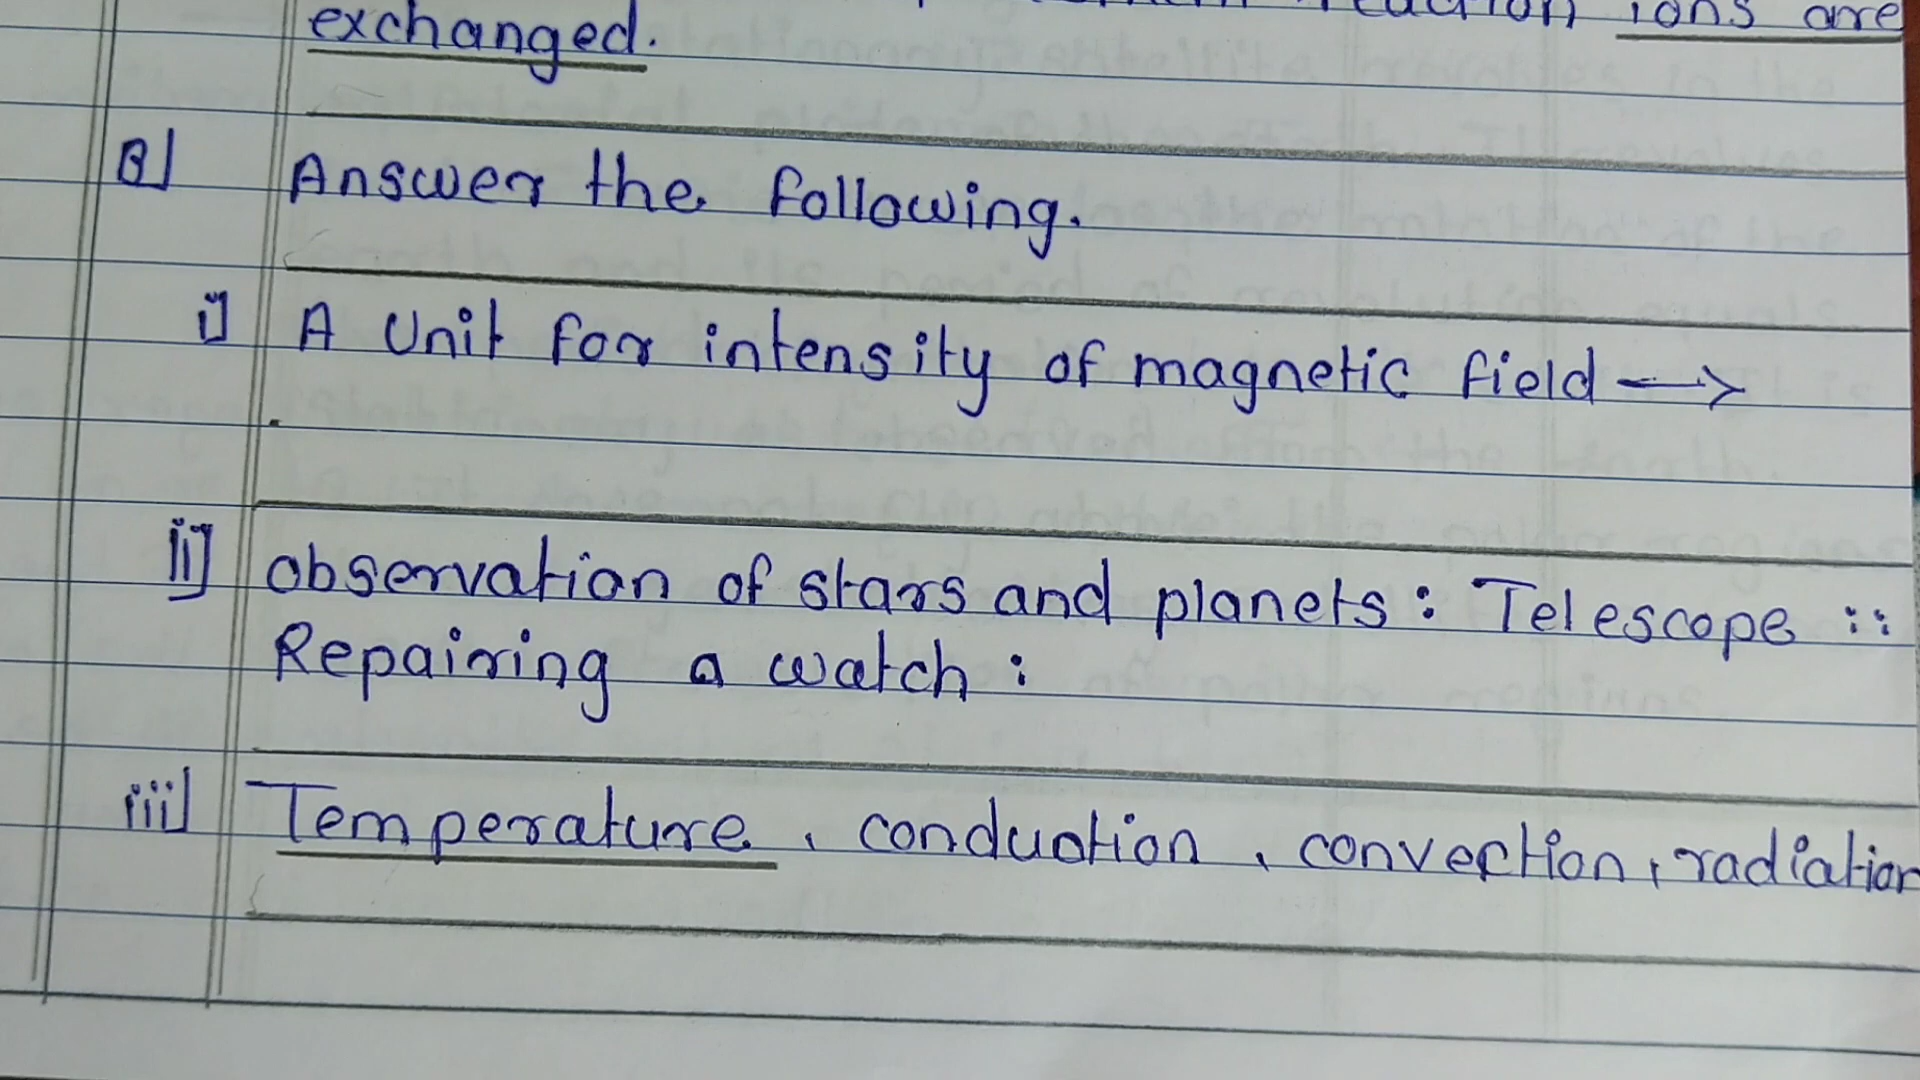 reaction ions are
exchanged.
B] Answer the following.
i] A Unit for intensity of magnetic field →
ii] observation of stars and planets : Telescope ::
Repairing a watch :
iii] Temperature, conduction, convection, radiation